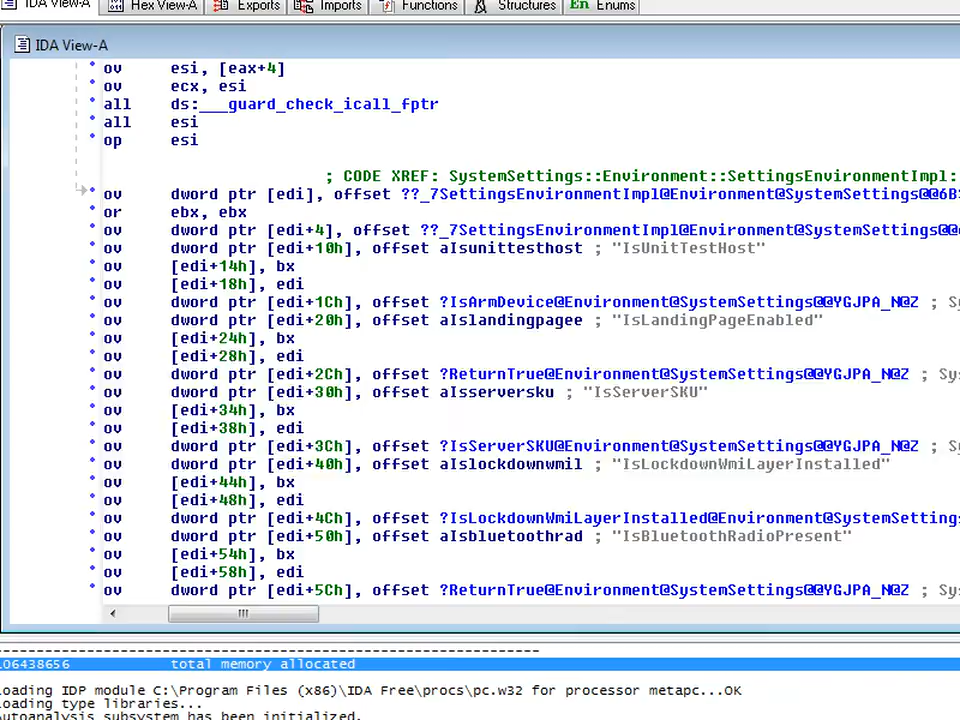 IDA View-A Hex View-A Exports Imports Functions Structures En Enums
IDA View-A
ov esi, [eax+4]
ov ecx, esi
all ds:___guard_check_icall_fptr
all esi
op esi
; CODE XREF: SystemSettings::Environment::SettingsEnvironmentImpl:
ov dword ptr [edi], offset ??_7SettingsEnvironmentImpl@Environment@SystemSettings@@6B
or ebx, ebx
ov dword ptr [edi+4], offset ??_7SettingsEnvironmentImpl@Environment@SystemSettings@@
ov dword ptr [edi+10h], offset aIsunittesthost ; "IsUnitTestHost"
ov [edi+14h], bx
ov [edi+18h], edi
ov dword ptr [edi+1Ch], offset ?IsArmDevice@Environment@SystemSettings@@YGJPA_N@Z ; Sy
ov dword ptr [edi+20h], offset aIslandingpagee ; "IsLandingPageEnabled"
ov [edi+24h], bx
ov [edi+28h], edi
ov dword ptr [edi+2Ch], offset ?ReturnTrue@Environment@SystemSettings@@YGJPA_N@Z ; Sys
ov dword ptr [edi+30h], offset aIsserversku ; "IsServerSKU"
ov [edi+34h], bx
ov [edi+38h], edi
ov dword ptr [edi+3Ch], offset ?IsServerSKU@Environment@SystemSettings@@YGJPA_N@Z ; Sy
ov dword ptr [edi+40h], offset aIslockdownwmil ; "IsLockdownWmiLayerInstalled"
ov [edi+44h], bx
ov [edi+48h], edi
ov dword ptr [edi+4Ch], offset ?IsLockdownWmiLayerInstalled@Environment@SystemSettings
ov dword ptr [edi+50h], offset aIsbluetoothrad ; "IsBluetoothRadioPresent"
ov [edi+54h], bx
ov [edi+58h], edi
ov dword ptr [edi+5Ch], offset ?ReturnTrue@Environment@SystemSettings@@YGJPA_N@Z ; Sys
106438656 total memory allocated
oading IDP module C:\Program Files (x86)\IDA Free\procs\pc.w32 for processor metapc...OK
oading type libraries...
utoanalysis subsystem has been initialized.